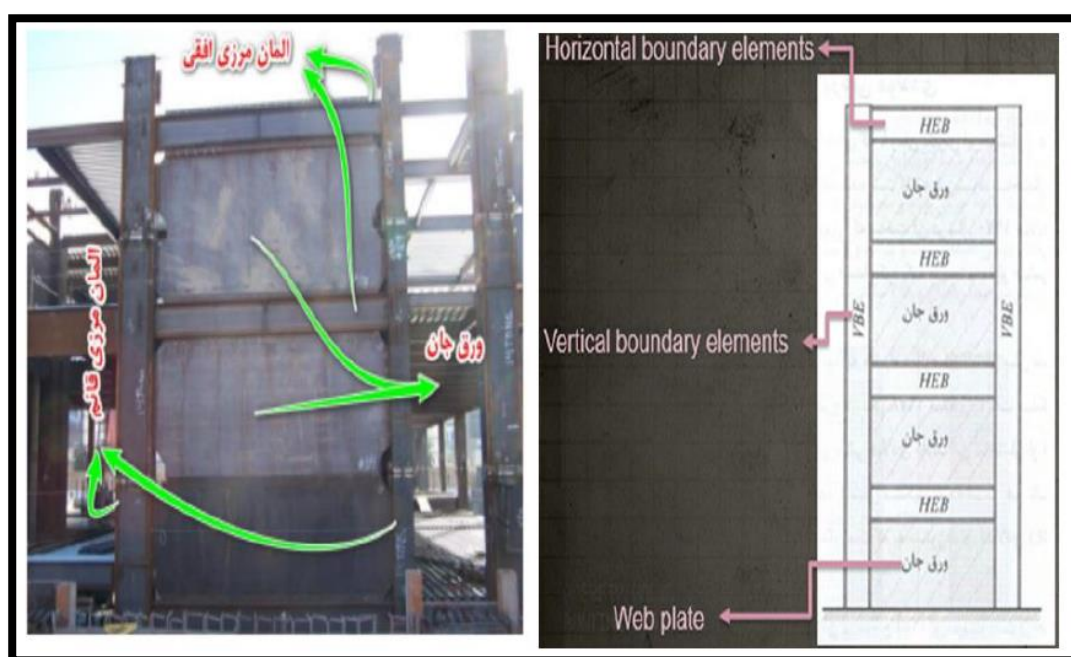 المان مرزی افقی
المان مرزی قائم
ورق جان
Horizontal boundary elements
HEB
ورق جان
HEB
ورق جان
VBE
VBE
Vertical boundary elements
HEB
ورق جان
HEB
ورق جان
Web plate